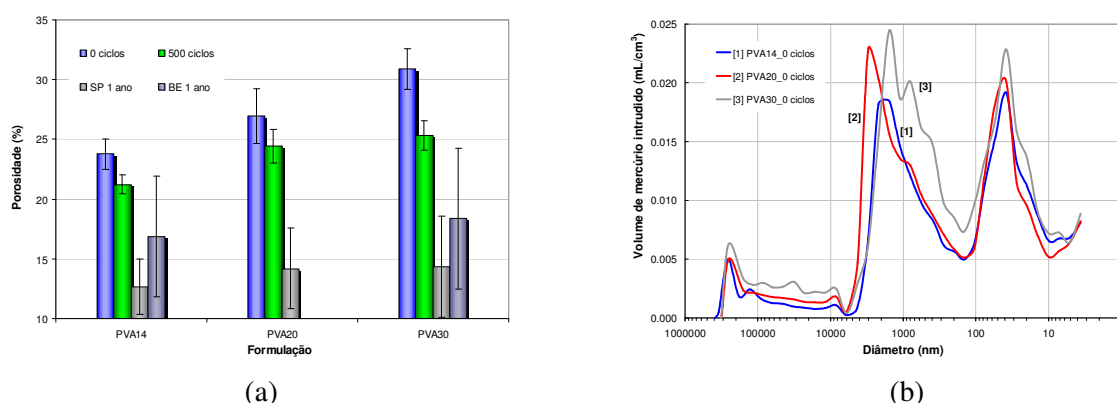 35
30
25
20
15
10
Porosidade (%)
0 ciclos
500 ciclos
SP 1 ano
BE 1 ano
PVA14
PVA20
PVA30
Formulação
(a)
0.025
0.020
0.015
0.010
0.005
0.000
Volume de mercúrio intrudido (mL/cm³)
[1] PVA14_0 ciclos
[2] PVA20_0 ciclos
[3] PVA30_0 ciclos
[3]
[2]
[1]
1000000
100000
10000
1000
100
10
Diâmetro (nm)
(b)